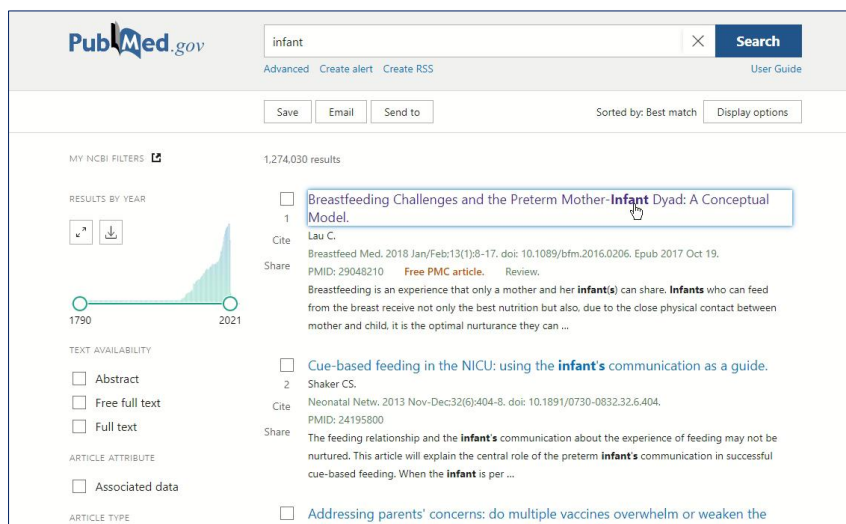 PubMed.gov
infant
Search
Advanced Create alert Create RSS
User Guide
Save Email Send to
Sorted by: Best match Display options
MY NCBI FILTERS
1,274,030 results
RESULTS BY YEAR
1790 2021
TEXT AVAILABILITY
Abstract
Free full text
Full text
ARTICLE ATTRIBUTE
Associated data
ARTICLE TYPE
1
Cite
Share
Breastfeeding Challenges and the Preterm Mother-Infant Dyad: A Conceptual
Model.
Lau C.
Breastfeed Med. 2018 Jan/Feb;13(1):8-17. doi: 10.1089/bfm.2016.0206. Epub 2017 Oct 19.
PMID: 29048210 Free PMC article. Review.
Breastfeeding is an experience that only a mother and her infant(s) can share. Infants who can feed
from the breast receive not only the best nutrition but also, due to the close physical contact between
mother and child, it is the optimal nurturance they can ...
2
Cite
Share
Cue-based feeding in the NICU: using the infant's communication as a guide.
Shaker CS.
Neonatal Netw. 2013 Nov-Dec;32(6):404-8. doi: 10.1891/0730-0832.32.6.404.
PMID: 24195800
The feeding relationship and the infant's communication about the experience of feeding may not be
nurtured. This article will explain the central role of the preterm infant's communication in successful
cue-based feeding. When the infant is per ...
Addressing parents' concerns: do multiple vaccines overwhelm or weaken the